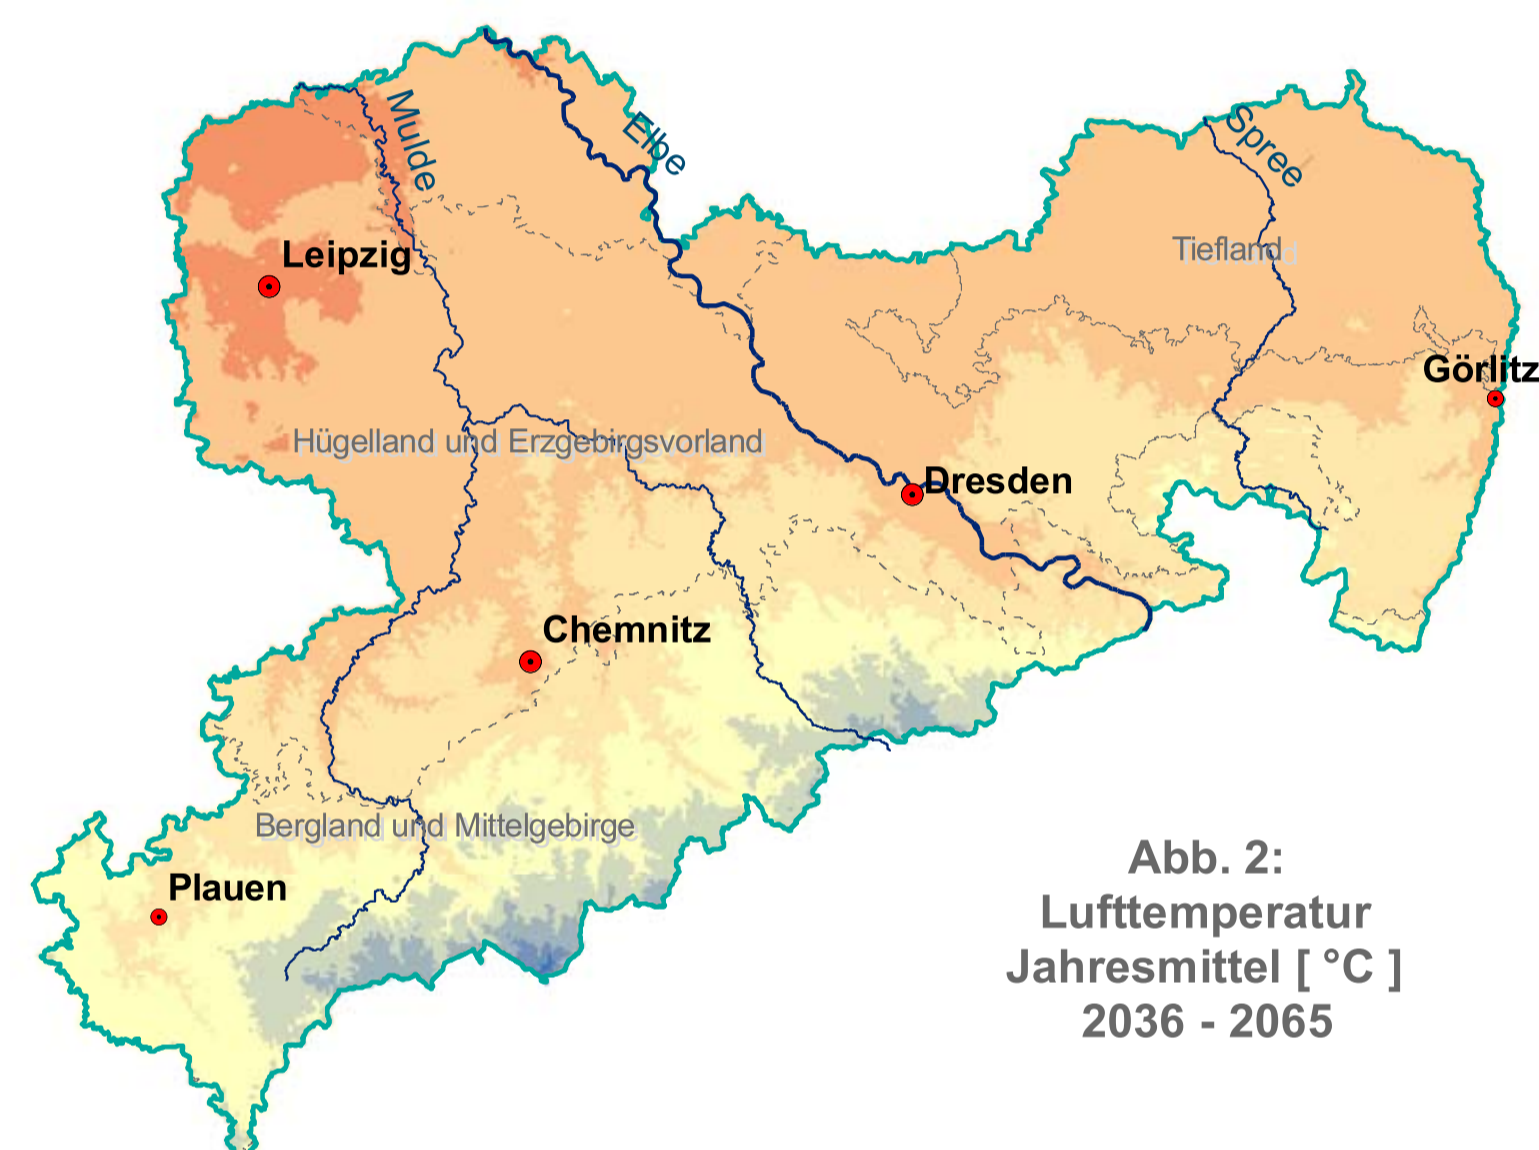 Mulde
Elbe
Spree
Leipzig
Tiefland
Görlitz
Hügelland und Erzgebirgsvorland
Dresden
Chemnitz
Bergland und Mittelgebirge
Plauen
Abb. 2:
Lufttemperatur
Jahresmittel [ °C ]
2036 - 2065